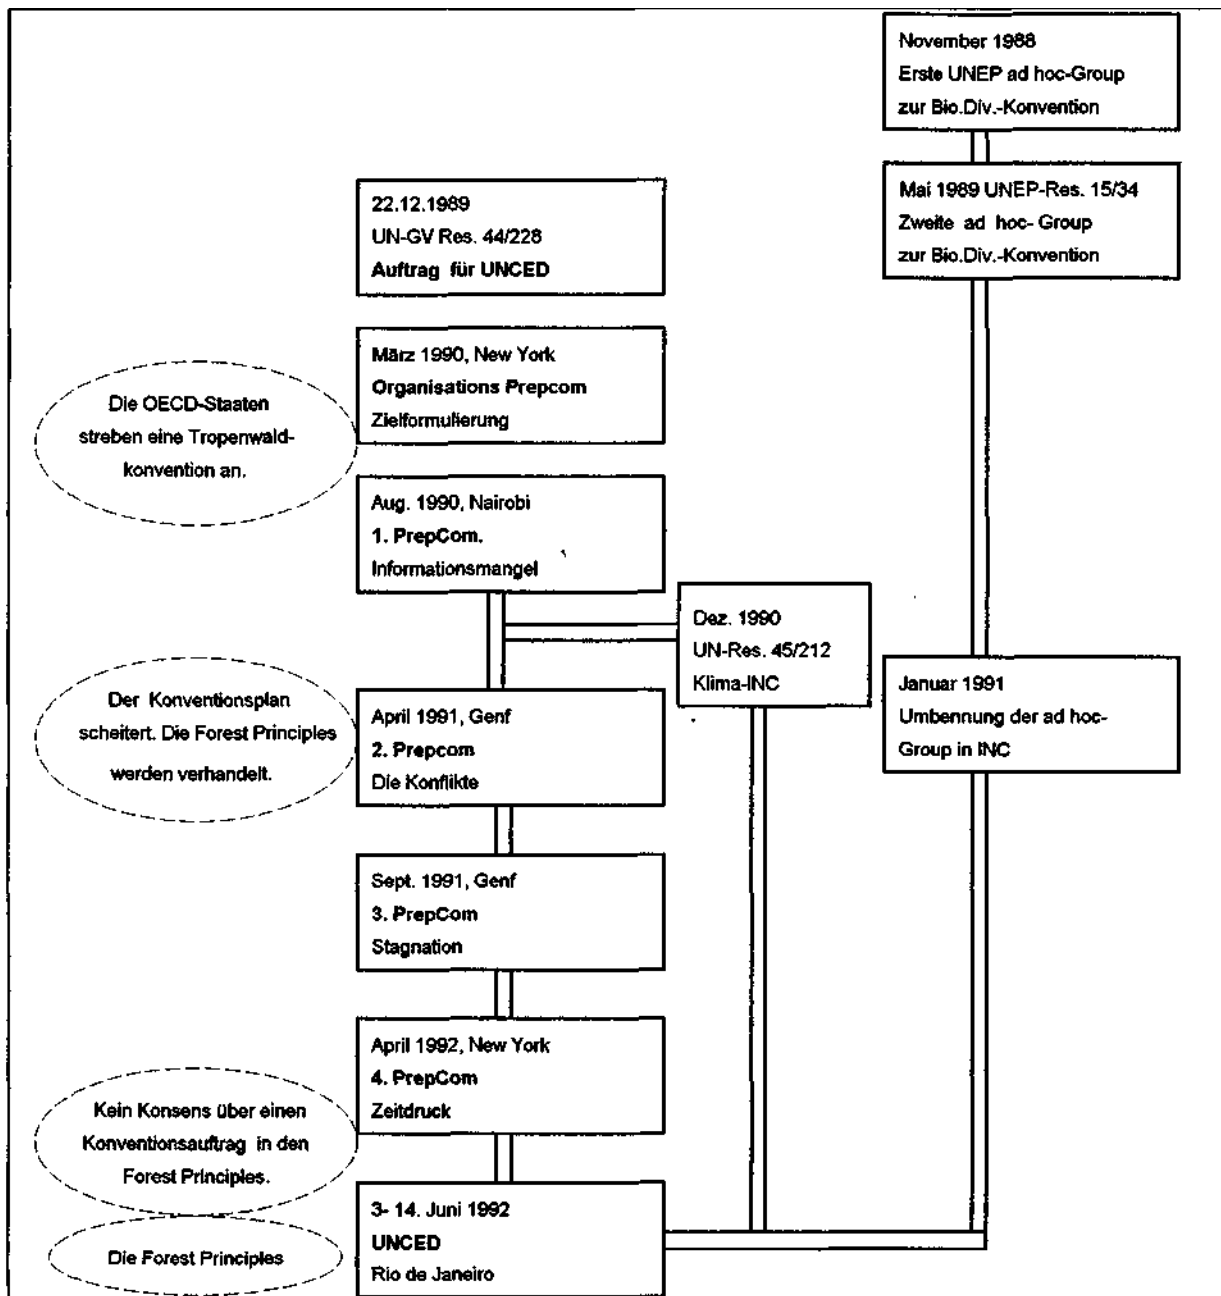 November 1988
Erste UNEP ad hoc-Group
zur Bio.Div.-Konvention
Mai 1989 UNEP-Res. 15/34
Zweite ad hoc- Group
zur Bio.Div.-Konvention
22.12.1989
UN-GV Res. 44/228
Auftrag für UNCED
März 1990, New York
Organisations Prepcom
Zielformulierung
Die OECD-Staaten
streben eine Tropenwald-
konvention an.
Aug. 1990, Nairobi
1. PrepCom.
Informationsmangel
Dez. 1990
UN-Res. 45/212
Klima-INC
Januar 1991
Umbennung der ad hoc-
Group in INC
Der Konventionsplan
scheitert. Die Forest Principles
werden verhandelt.
April 1991, Genf
2. Prepcom
Die Konflikte
Sept. 1991, Genf
3. PrepCom
Stagnation
April 1992, New York
4. PrepCom
Zeitdruck
Kein Konsens über einen
Konventionsauftrag in den
Forest Principles.
3- 14. Juni 1992
UNCED
Rio de Janeiro
Die Forest Principles